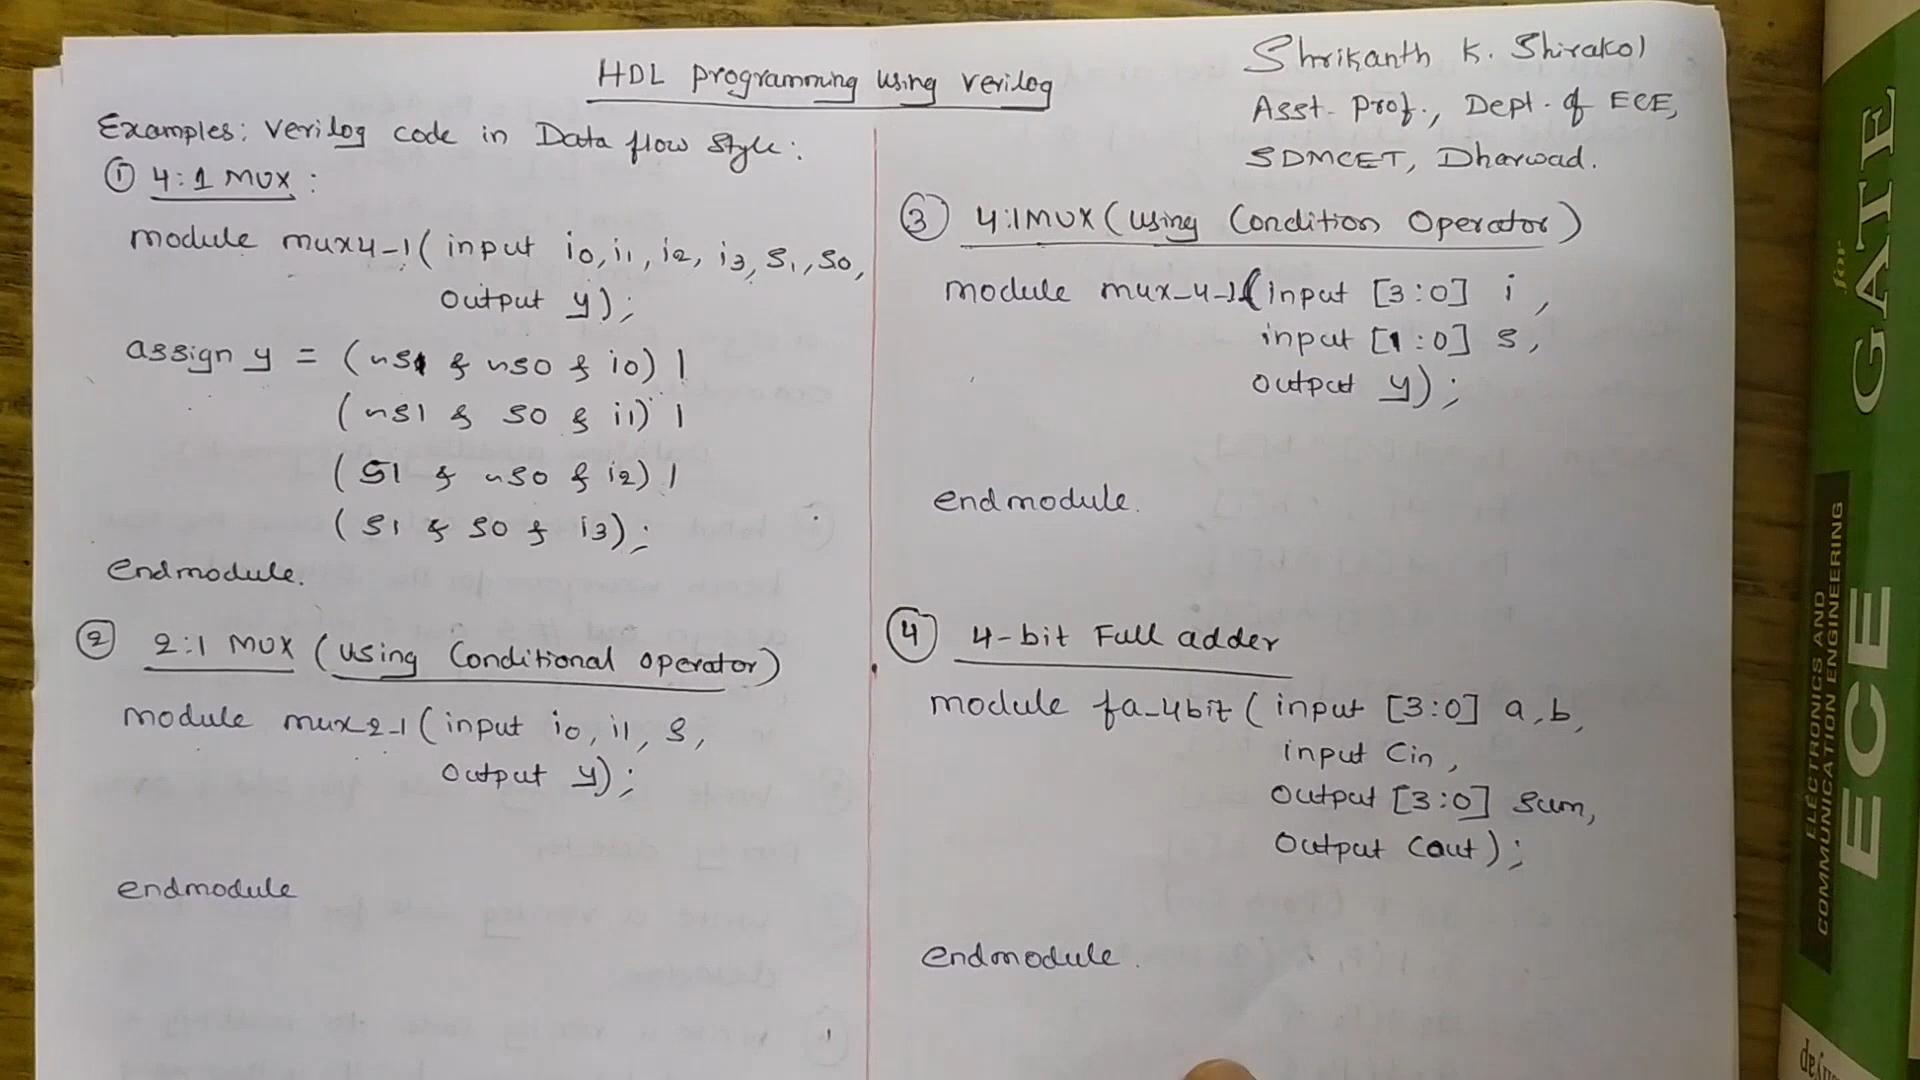 HDL programming using verilog
Shrikanth K. Shirakol
Asst. Prof., Dept. of ECE,
SDMCET, Dharwad.
Examples: Verilog code in Data flow style:
① 4:1 MUX :
module mux4-1( input i0, i1, i2, i3, S1, S0,
output y);
assign y = (~S1 & ~S0 & i0) |
(~S1 & S0 & i1) |
(S1 & ~S0 & i2) |
(S1 & S0 & i3);
endmodule.
② 2:1 MUX (using Conditional operator)
module mux2-1( input i0, i1, S,
output y);
endmodule
③ 4:1 MUX (using Condition Operator)
module mux-4-1(input [3:0] i,
input [1:0] s,
output y);
endmodule.
④ 4-bit Full adder
module fa-4bit( input [3:0] a,b,
input Cin,
output [3:0] Sum,
output Cout);
endmodule.
for
GATE
ELECTRONICS AND
COMMUNICATION ENGINEERING
ECE